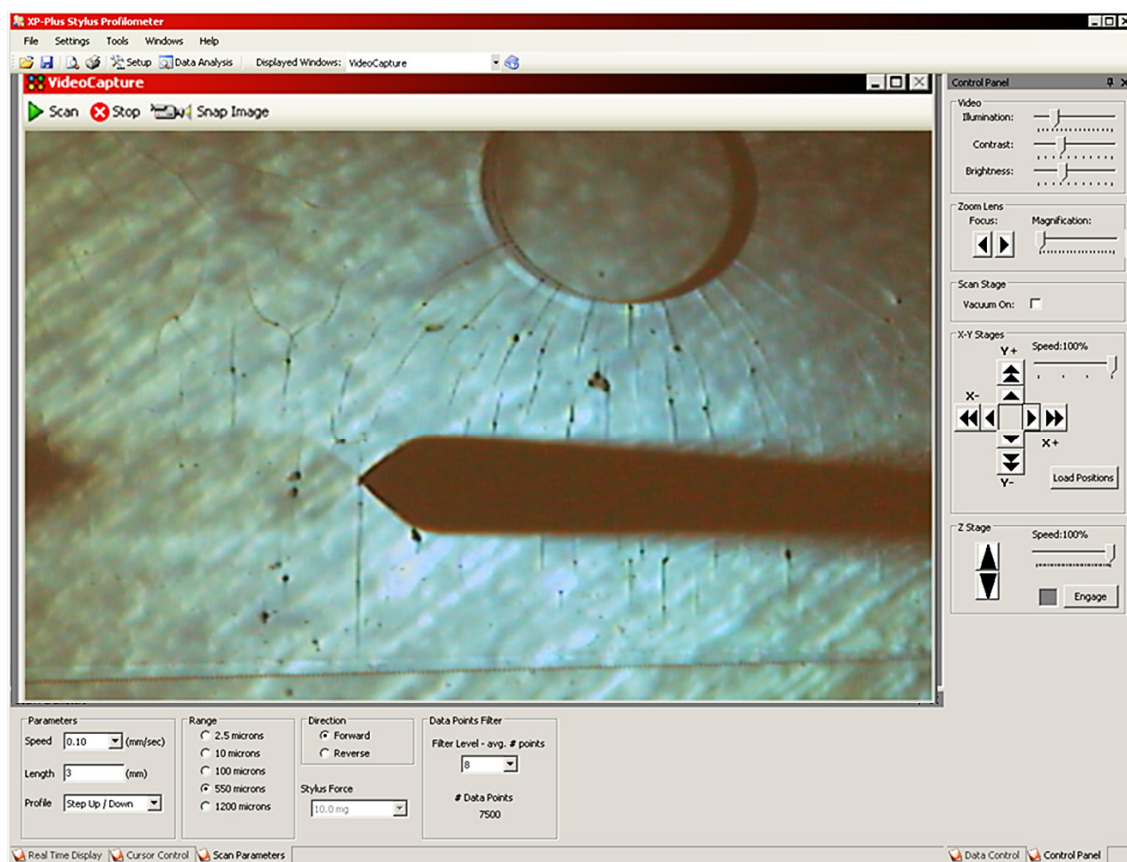 XP-Plus Stylus Profilometer
File Settings Tools Windows Help
Setup Data Analysis Displayed Windows: VideoCapture
VideoCapture
Scan Stop Snap Image
Control Panel
Video
Illumination:
Contrast:
Brightness:
Zoom Lens
Focus: Magnification:
Scan Stage
Vacuum On:
X-Y Stages
Y+ Speed:100%
X-
X+
Y-
Load Positions
Z Stage
Speed:100%
Engage
Parameters
Speed 0.10 (mm/sec)
Length 3 (mm)
Profile Step Up / Down
Range
2.5 microns
10 microns
100 microns
550 microns
1200 microns
Direction
Forward
Reverse
Stylus Force
10.0 mg
Data Points Filter
Filter Level - avg. # points
8
# Data Points
7500
Real Time Display Cursor Control Scan Parameters
Data Control Control Panel